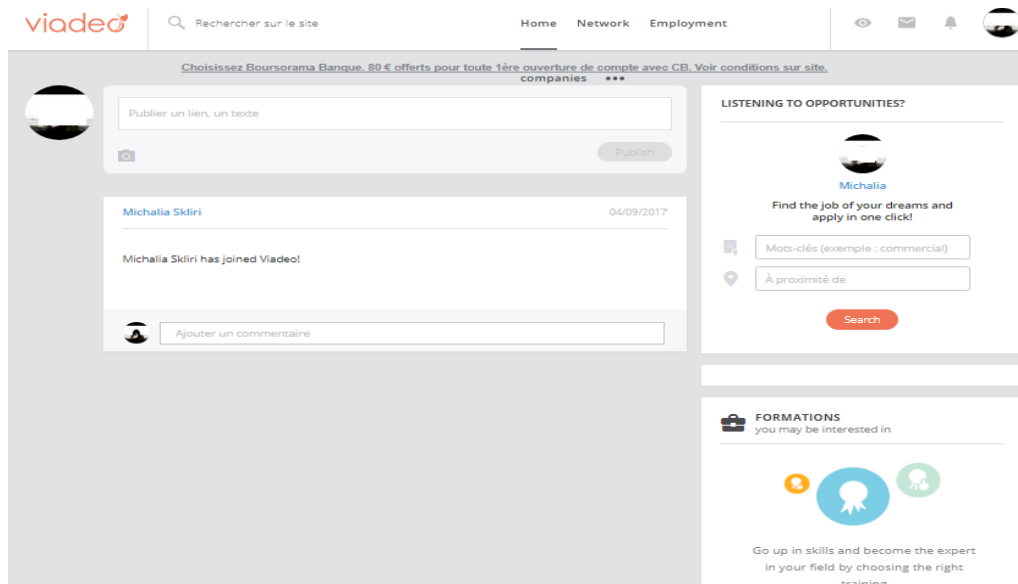 viadeo
Rechercher sur le site
Home Network Employment
Choisissez Boursorama Banque. 80 € offerts pour toute 1ère ouverture de compte avec CB. Voir conditions sur site.
companies •••
Publier un lien, un texte
Publish
Michalia Skliri 04/09/2017
Michalia Skliri has joined Viadeo!
Ajouter un commentaire
LISTENING TO OPPORTUNITIES?
Michalia
Find the job of your dreams and
apply in one click!
Mots-clés (exemple : commercial)
À proximité de
Search
FORMATIONS
you may be interested in
Go up in skills and become the expert
in your field by choosing the right
training